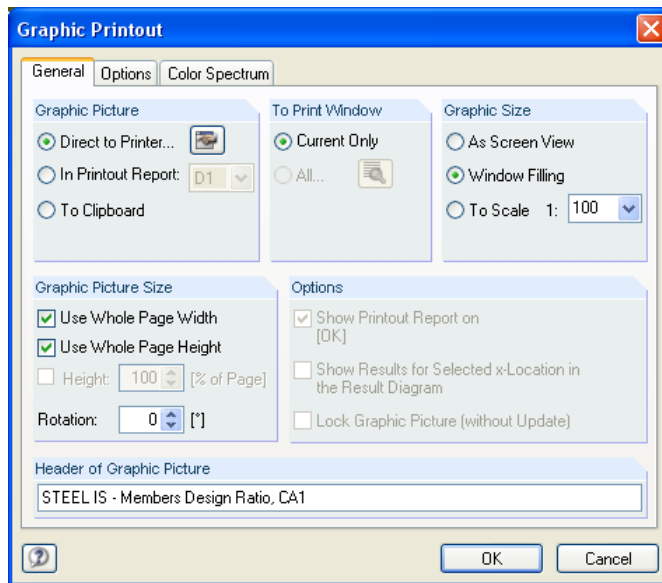 Graphic Printout
General Options Color Spectrum
Graphic Picture
Direct to Printer...
In Printout Report: D1
To Clipboard
To Print Window
Current Only
All...
Graphic Size
As Screen View
Window Filling
To Scale 1: 100
Graphic Picture Size
Use Whole Page Width
Use Whole Page Height
Height: 100 [% of Page]
Rotation: 0 [°]
Options
Show Printout Report on
[OK]
Show Results for Selected x-Location in
the Result Diagram
Lock Graphic Picture (without Update)
Header of Graphic Picture
STEEL IS - Members Design Ratio, CA1
OK Cancel